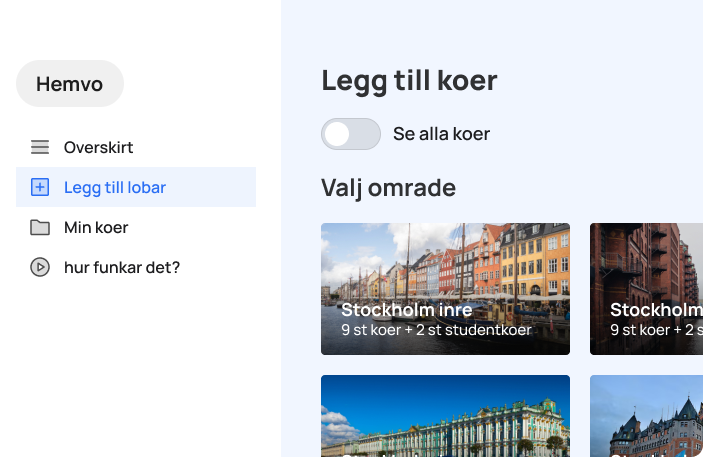 Hemvo
Overskirt
Legg till lobar
Min koer
hur funkar det?
Legg till koer
Se alla koer
Valj omrade
Stockholm inre
9 st koer + 2 st studentkoer
Stockholm
9 st koer + 2 s